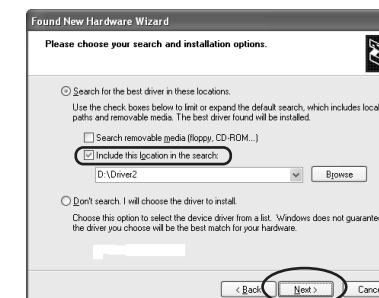 Found New Hardware Wizard
Please choose your search and installation options.
Search for the best driver in these locations.
Use the check boxes below to limit or expand the default search, which includes local
paths and removable media. The best driver found will be installed.
Search removable media (floppy, CD-ROM...)
Include this location in the search:
D:\Driver2
Browse
Don't search. I will choose the driver to install.
Choose this option to select the device driver from a list. Windows does not guarantee
the driver you choose will be the best match for your hardware.
< Back Next > Cance